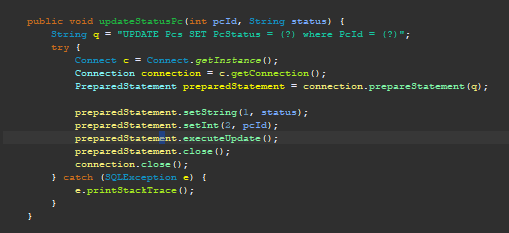 public void updateStatusPc(int pcId, String status) {
String q = "UPDATE Pcs SET PcStatus = (?) where PcId = (?)";
try {
Connect c = Connect.getInstance();
Connection connection = c.getConnection();
PreparedStatement preparedStatement = connection.prepareStatement(q);
preparedStatement.setString(1, status);
preparedStatement.setInt(2, pcId);
preparedStatement.executeUpdate();
preparedStatement.close();
connection.close();
} catch (SQLException e) {
e.printStackTrace();
}
}